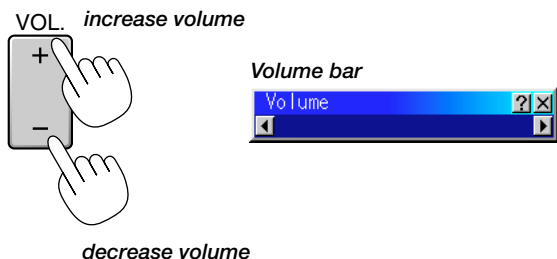 VOL. increase volume
+
Volume bar
Volume ? ×
−
decrease volume